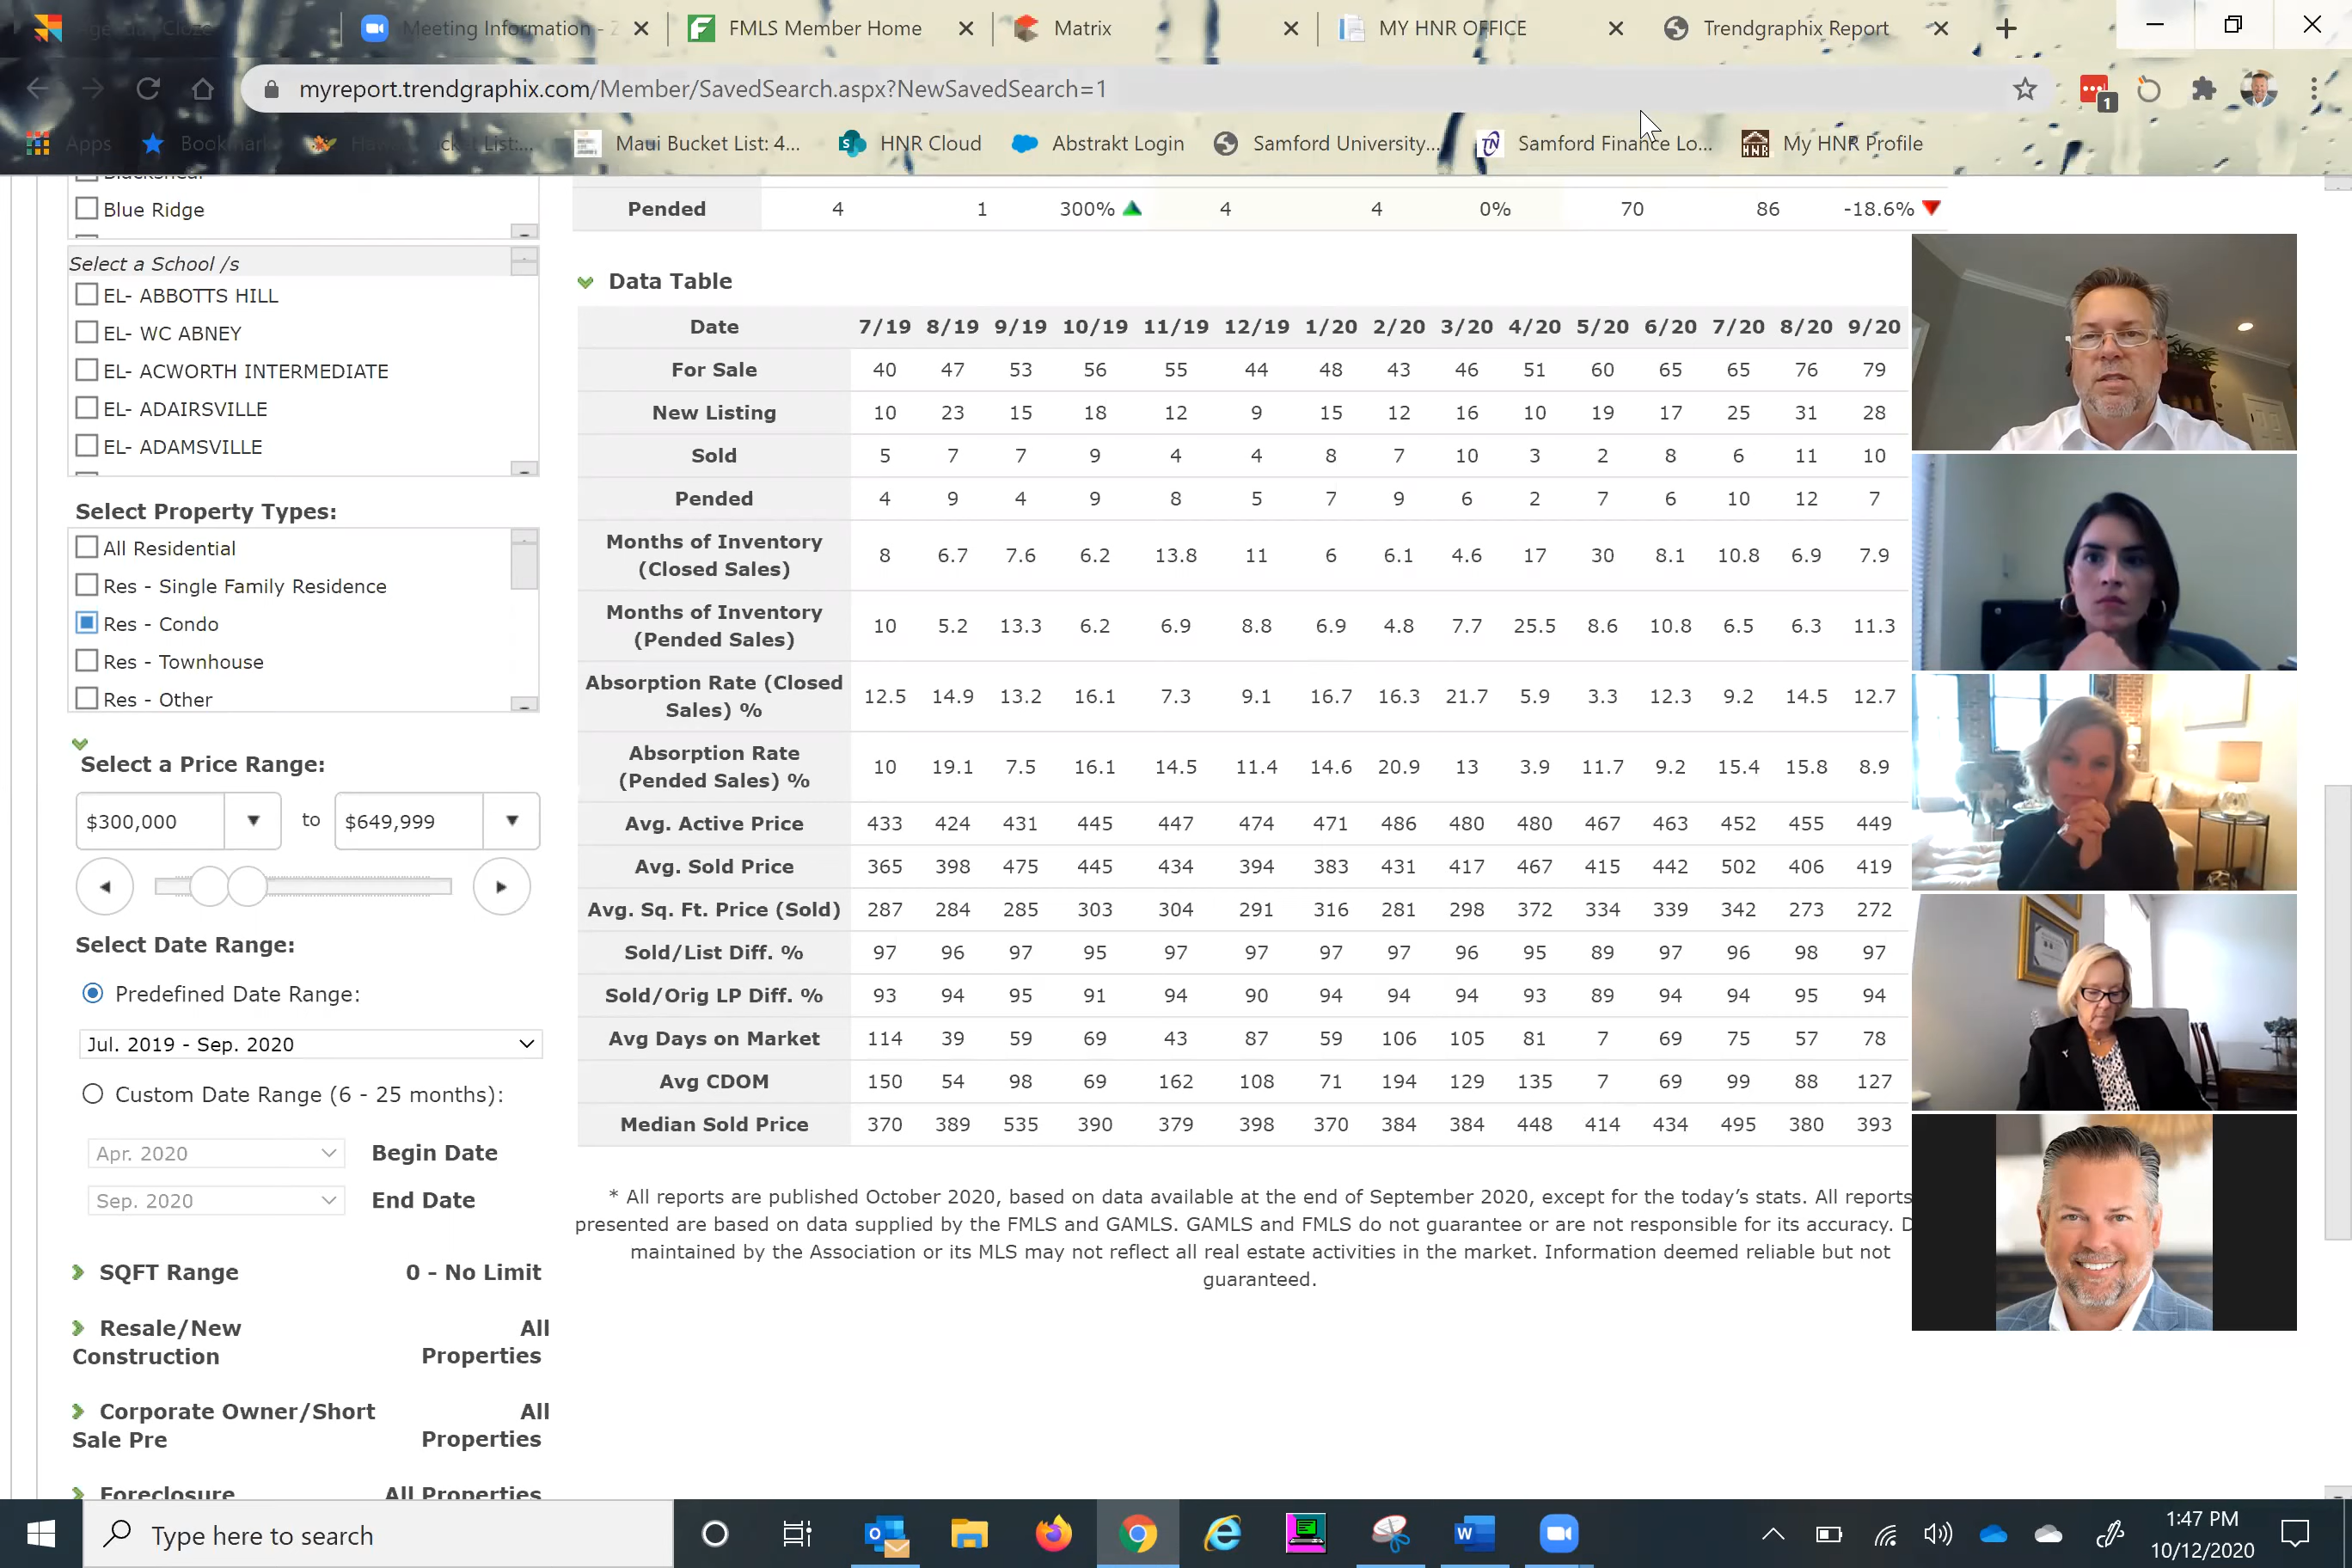 Meeting Information - Z
FMLS Member Home
Matrix
MY HNR OFFICE
Trendgraphix Report
myreport.trendgraphix.com/Member/SavedSearch.aspx?NewSavedSearch=1
1
Apps
Bookmark
Maui Bucket List: 4...
HNR Cloud
Abstrakt Login
Samford University...
Samford Finance Lo...
HNR
My HNR Profile
Blue Ridge
Select a School /s
EL- ABBOTTS HILL
EL- WC ABNEY
EL- ACWORTH INTERMEDIATE
EL- ADAIRSVILLE
EL- ADAMSVILLE
Select Property Types:
All Residential
Res - Single Family Residence
Res - Condo
Res - Townhouse
Res - Other
Select a Price Range:
$300,000 to $649,999
Select Date Range:
Predefined Date Range:
Jul. 2019 - Sep. 2020
Custom Date Range (6 - 25 months):
Apr. 2020 Begin Date
Sep. 2020 End Date
SQFT Range 0 - No Limit
Resale/New Construction All Properties
Corporate Owner/Short Sale Pre All Properties
Foreclosure All Properties
Pended 4 1 300% 4 4 0% 70 86 -18.6%
Data Table
Date 7/19 8/19 9/19 10/19 11/19 12/19 1/20 2/20 3/20 4/20 5/20 6/20 7/20 8/20 9/20
For Sale 40 47 53 56 55 44 48 43 46 51 60 65 65 76 79
New Listing 10 23 15 18 12 9 15 12 16 10 19 17 25 31 28
Sold 5 7 7 9 4 4 8 7 10 3 2 8 6 11 10
Pended 4 9 4 9 8 5 7 9 6 2 7 6 10 12 7
Months of Inventory (Closed Sales) 8 6.7 7.6 6.2 13.8 11 6 6.1 4.6 17 30 8.1 10.8 6.9 7.9
Months of Inventory (Pended Sales) 10 5.2 13.3 6.2 6.9 8.8 6.9 4.8 7.7 25.5 8.6 10.8 6.5 6.3 11.3
Absorption Rate (Closed Sales) % 12.5 14.9 13.2 16.1 7.3 9.1 16.7 16.3 21.7 5.9 3.3 12.3 9.2 14.5 12.7
Absorption Rate (Pended Sales) % 10 19.1 7.5 16.1 14.5 11.4 14.6 20.9 13 3.9 11.7 9.2 15.4 15.8 8.9
Avg. Active Price 433 424 431 445 447 474 471 486 480 480 467 463 452 455 449
Avg. Sold Price 365 398 475 445 434 394 383 431 417 467 415 442 502 406 419
Avg. Sq. Ft. Price (Sold) 287 284 285 303 304 291 316 281 298 372 334 339 342 273 272
Sold/List Diff. % 97 96 97 95 97 97 97 97 96 95 89 97 96 98 97
Sold/Orig LP Diff. % 93 94 95 91 94 90 94 94 94 93 89 94 94 95 94
Avg Days on Market 114 39 59 69 43 87 59 106 105 81 7 69 75 57 78
Avg CDOM 150 54 98 69 162 108 71 194 129 135 7 69 99 88 127
Median Sold Price 370 389 535 390 379 398 370 384 384 448 414 434 495 380 393
* All reports are published October 2020, based on data available at the end of September 2020, except for the today's stats. All reports
presented are based on data supplied by the FMLS and GAMLS. GAMLS and FMLS do not guarantee or are not responsible for its accuracy.
maintained by the Association or its MLS may not reflect all real estate activities in the market. Information deemed reliable but not
guaranteed.
Type here to search
1:47 PM
10/12/2020